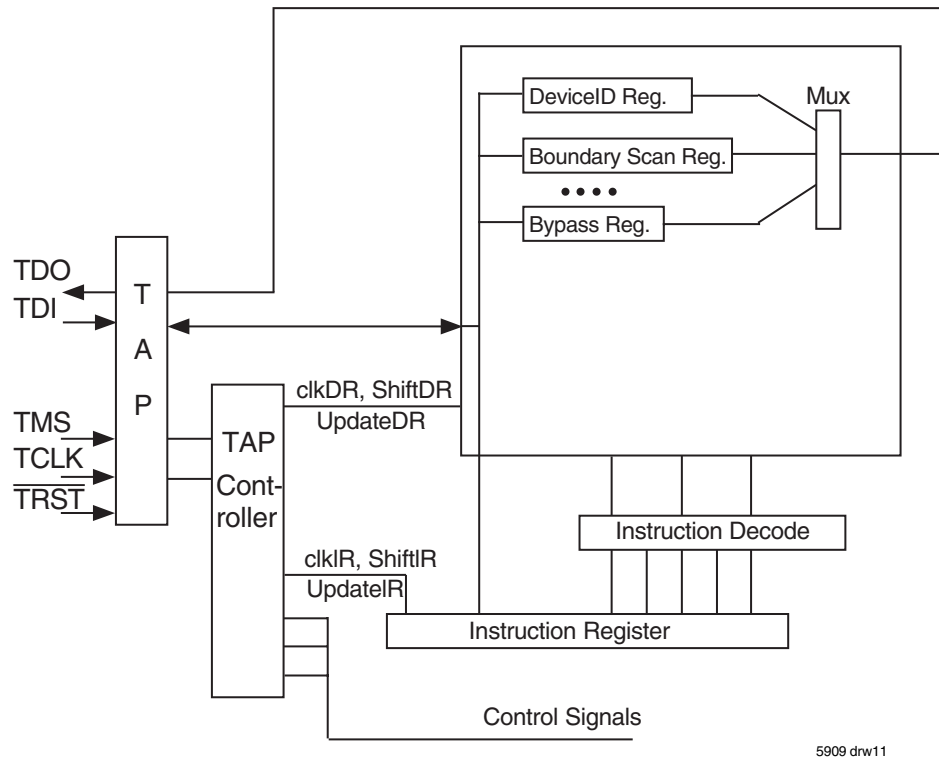 DeviceID Reg.
Mux
Boundary Scan Reg.
Bypass Reg.
TDO
TDI
TMS
TCLK
TRST
T
A
P
TAP
Cont-
roller
clkDR, ShiftDR
UpdateDR
Instruction Decode
clkIR, ShiftIR
UpdateIR
Instruction Register
Control Signals
5909 drw11